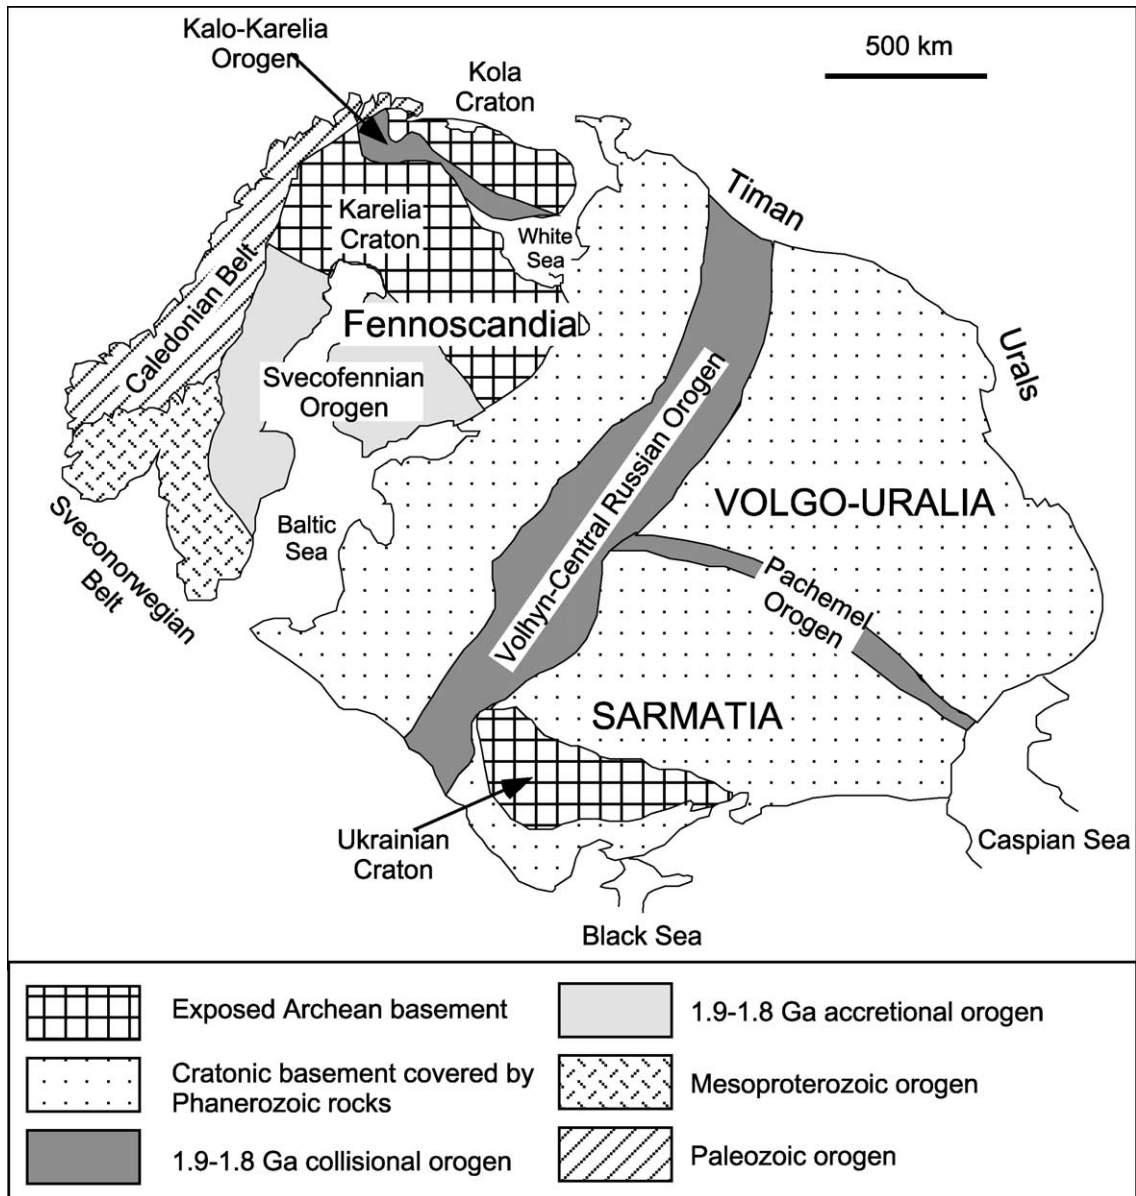 Kalo-Karelia
Orogen
Kola
Craton
500 km
Timan
Karelia
Craton
White
Sea
Caledonian Belt
Fennoscandia
Urals
Svecofennian
Orogen
Volhyn-Central Russian Orogen
VOLGO-URALIA
Baltic
Sea
Sveconorwegian
Belt
Pachemel
Orogen
SARMATIA
Ukrainian
Craton
Caspian Sea
Black Sea
Exposed Archean basement
Cratonic basement covered by
Phanerozoic rocks
1.9-1.8 Ga collisional orogen
1.9-1.8 Ga accretional orogen
Mesoproterozoic orogen
Paleozoic orogen